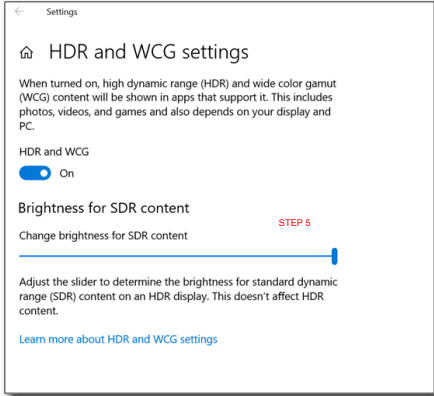 Settings
HDR and WCG settings
When turned on, high dynamic range (HDR) and wide color gamut
(WCG) content will be shown in apps that support it. This includes
photos, videos, and games and also depends on your display and
PC.
HDR and WCG
On
Brightness for SDR content
STEP 5
Change brightness for SDR content
Adjust the slider to determine the brightness for standard dynamic
range (SDR) content on an HDR display. This doesn't affect HDR
content.
Learn more about HDR and WCG settings